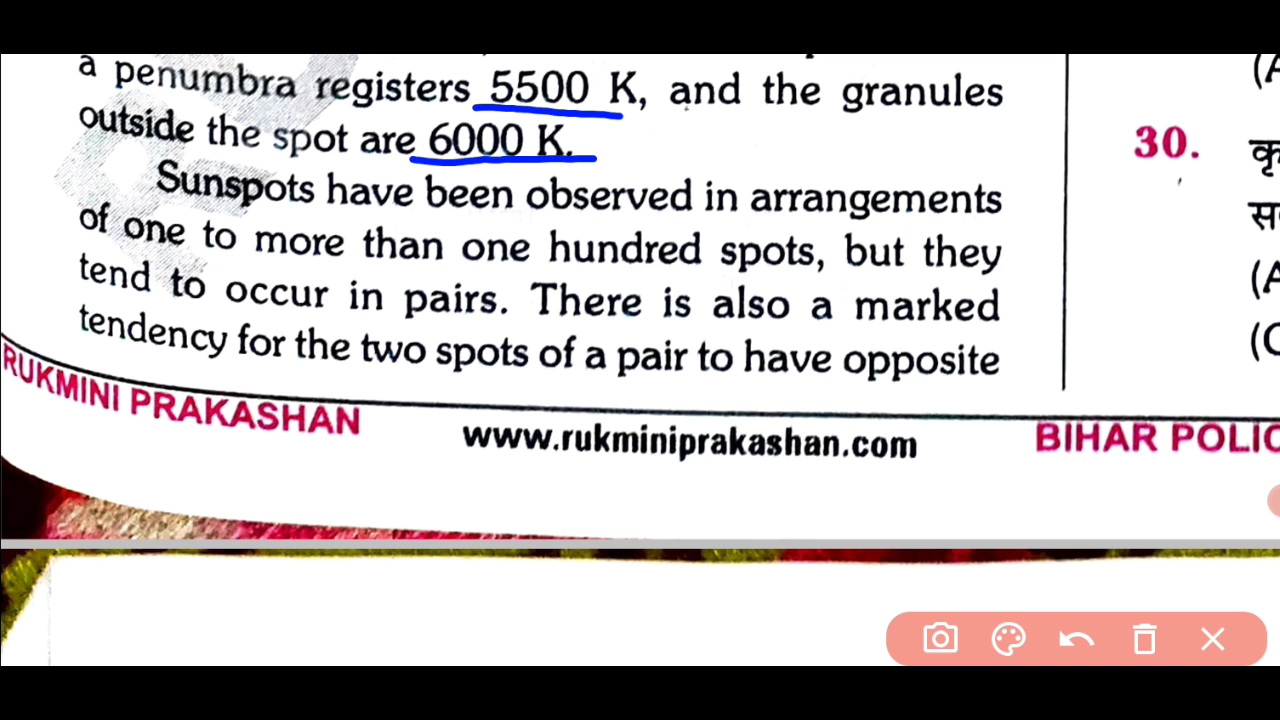 a penumbra registers 5500 K, and the granules
outside the spot are 6000 K.
Sunspots have been observed in arrangements
of one to more than one hundred spots, but they
tend to occur in pairs. There is also a marked
tendency for the two spots of a pair to have opposite
30.
RUKMINI PRAKASHAN
www.rukminiprakashan.com
BIHAR POLIC